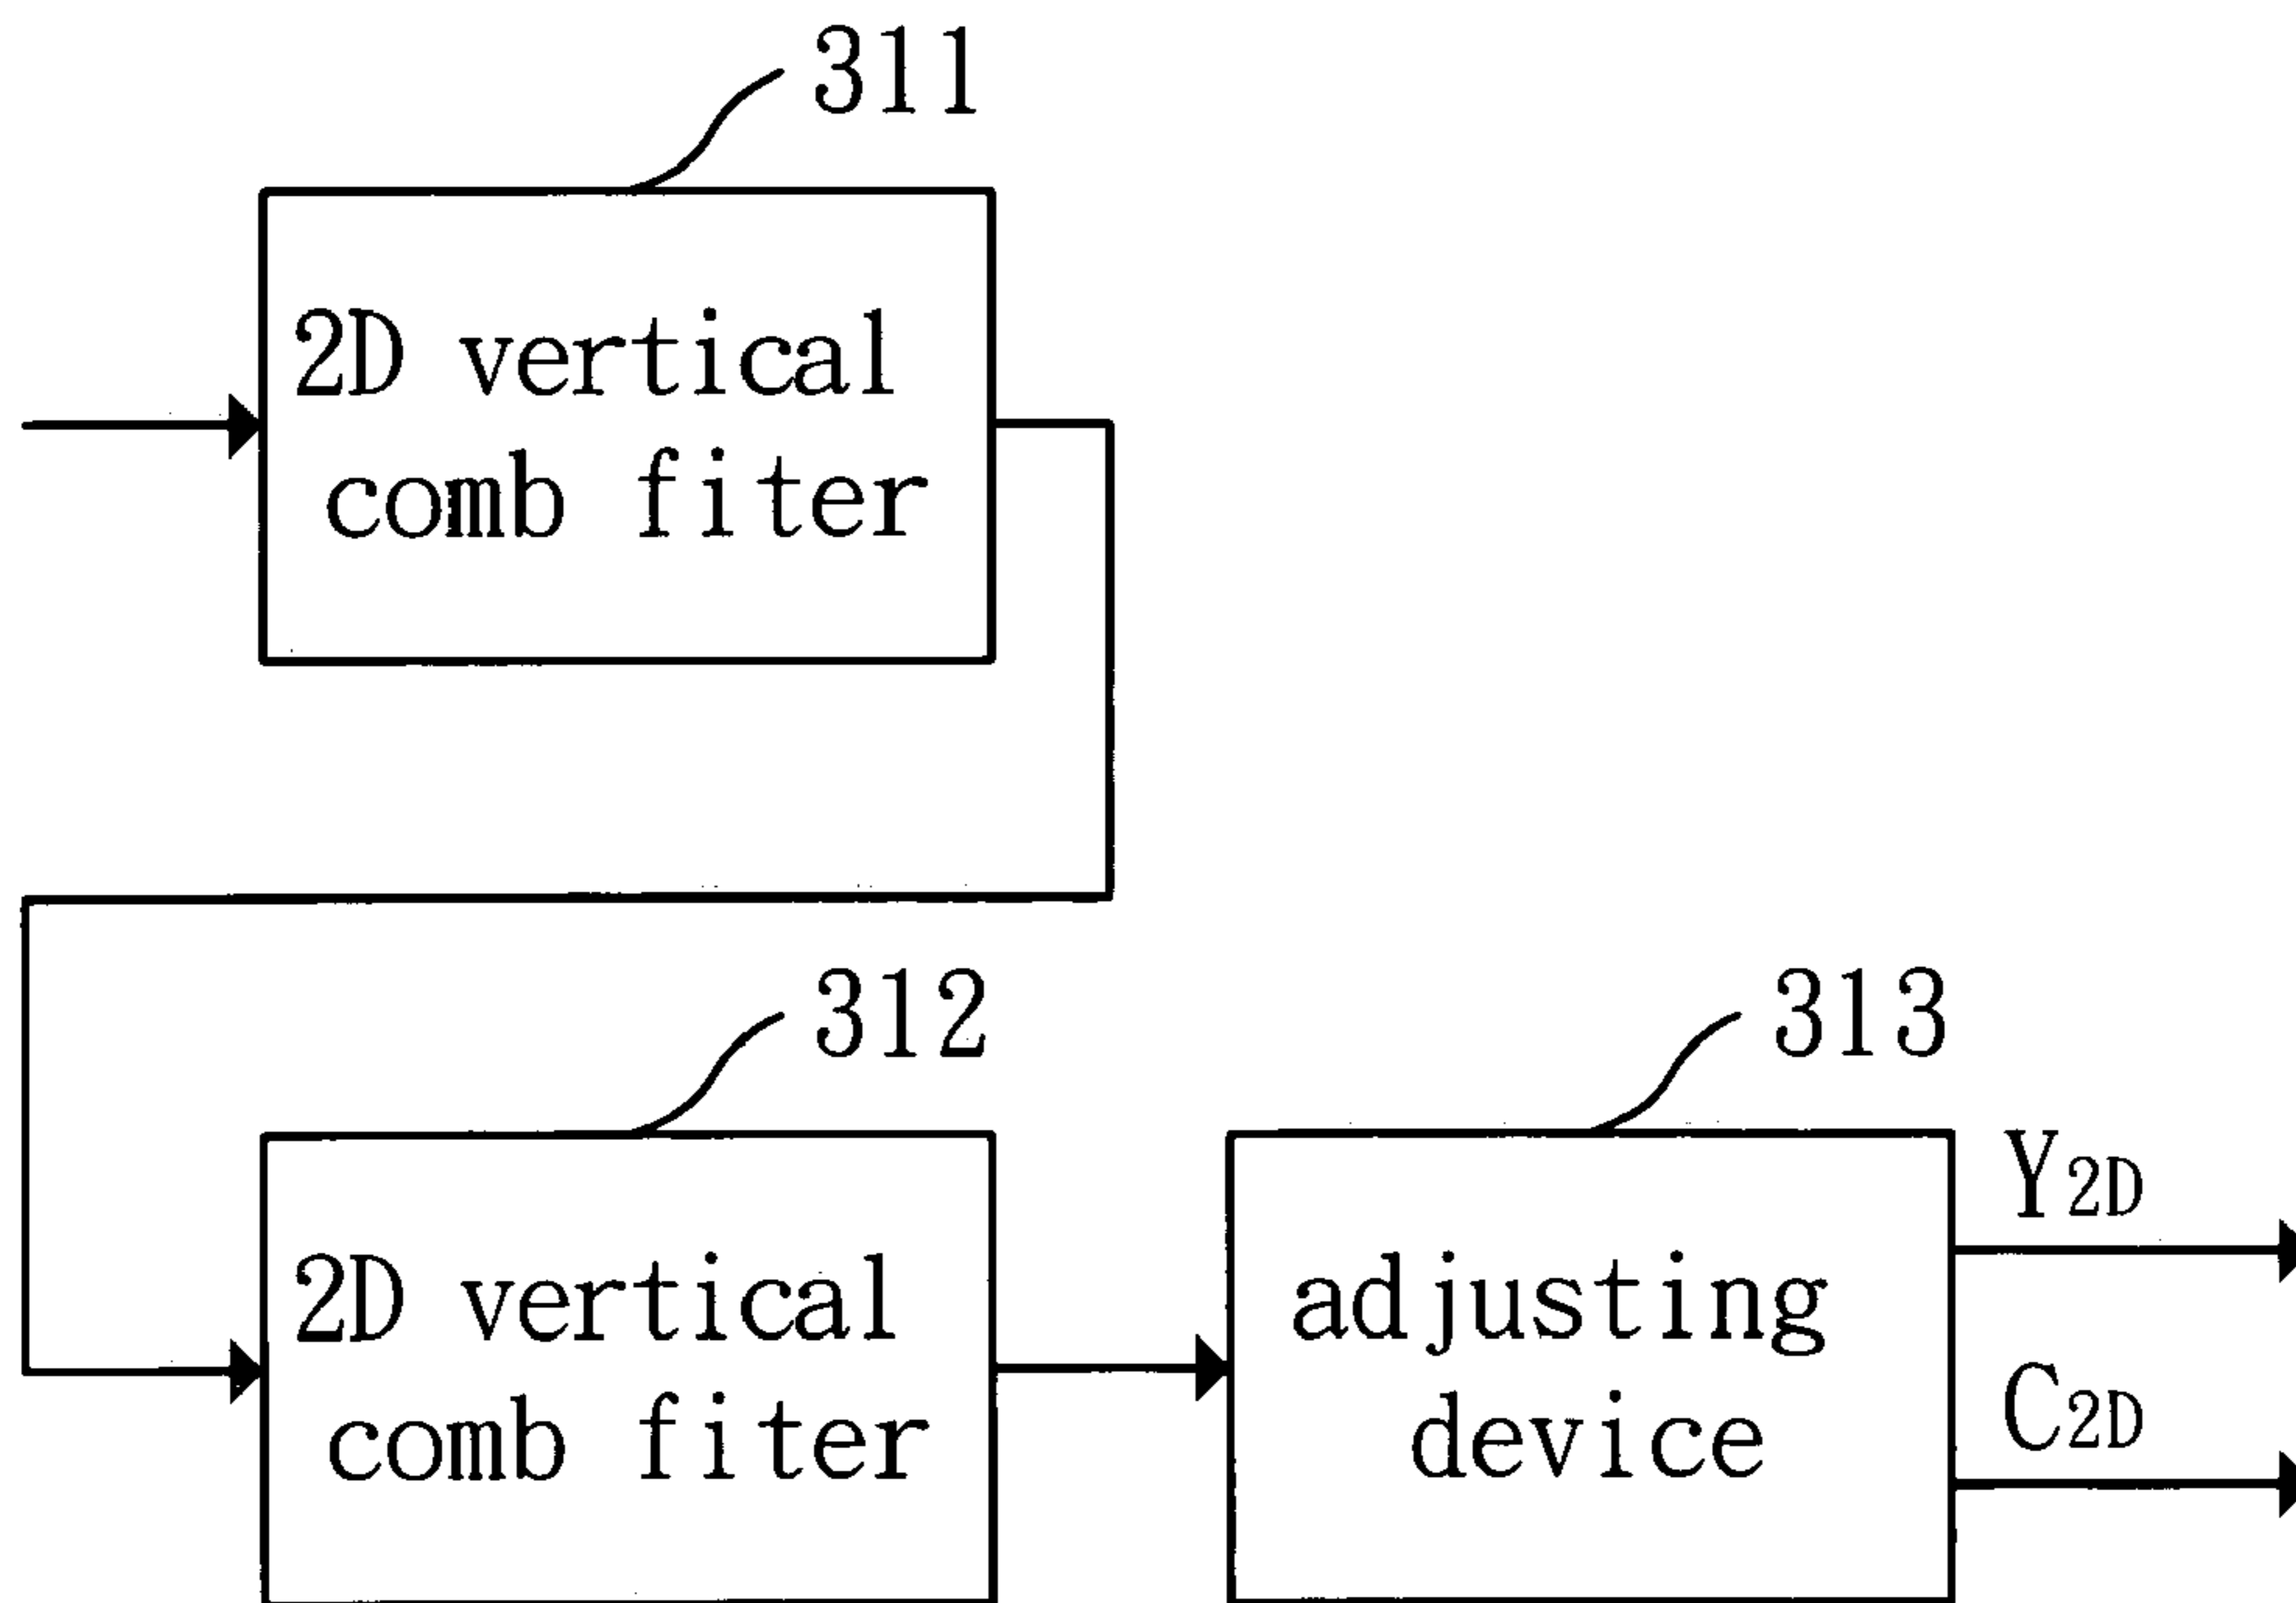 311
2D vertical
comb fiter
312
2D vertical
comb fiter
313
adjusting
device
Y2D
C2D